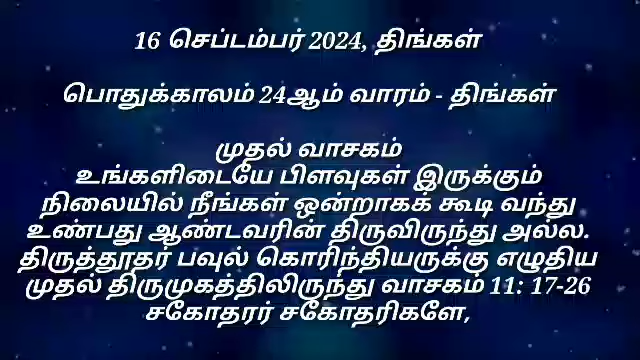 16 செப்டம்பர் 2024, திங்கள்
பொதுக்காலம் 24ஆம் வாரம் - திங்கள்
முதல் வாசகம்
உங்களிடையே பிளவுகள் இருக்கும்
நிலையில் நீங்கள் ஒன்றாகக் கூடி வந்து
உண்பது ஆண்டவரின் திருவிருந்து அல்ல.
திருத்தூதர் பவுல் கொரிந்தியருக்கு எழுதிய
முதல் திருமுகத்திலிருந்து வாசகம் 11: 17-26
சகோதரர் சகோதரிகளே,